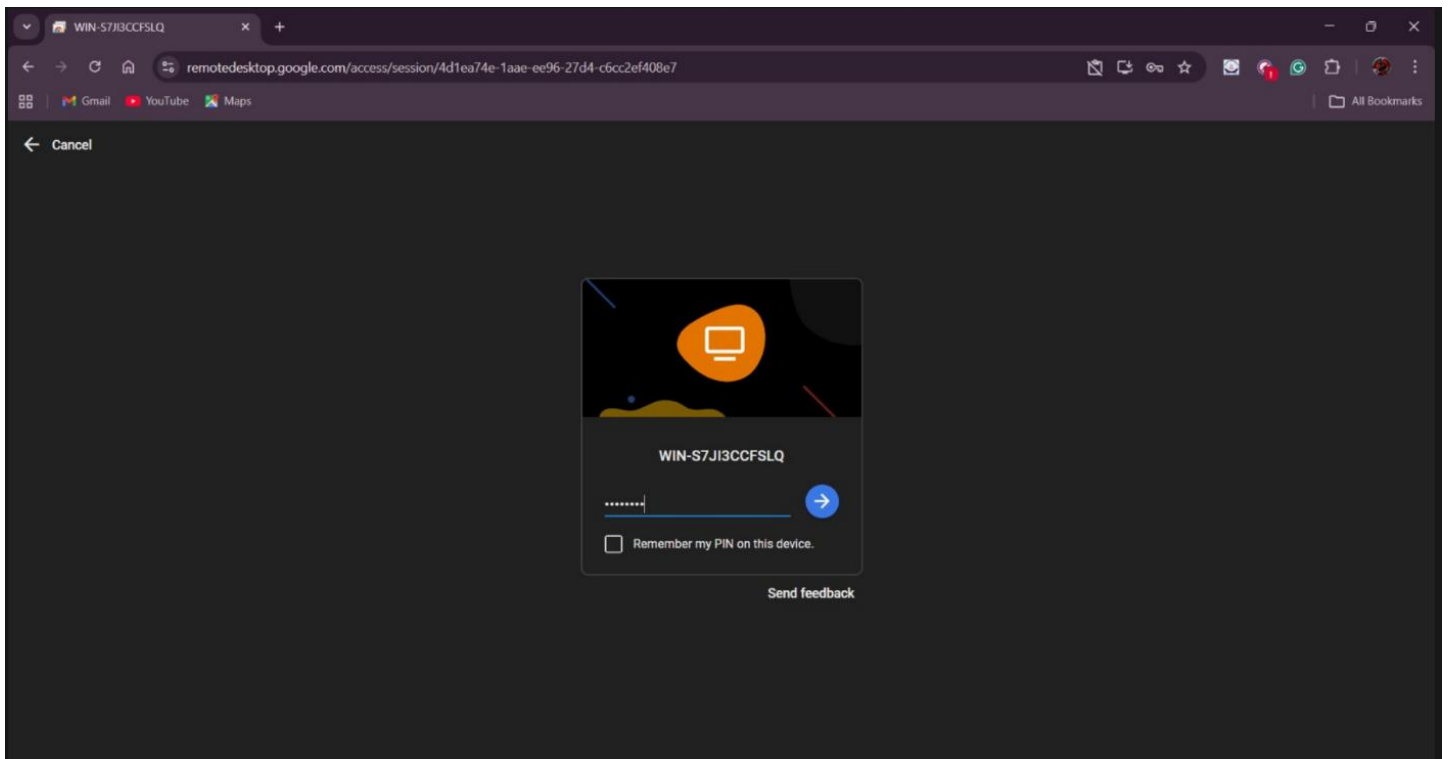 WIN-S7JI3CCFSLQ
remotedesktop.google.com/access/session/4d1ea74e-1aae-ee96-27d4-c6cc2ef408e7
Gmail YouTube Maps All Bookmarks
Cancel
WIN-S7JI3CCFSLQ
••••••••
Remember my PIN on this device.
Send feedback